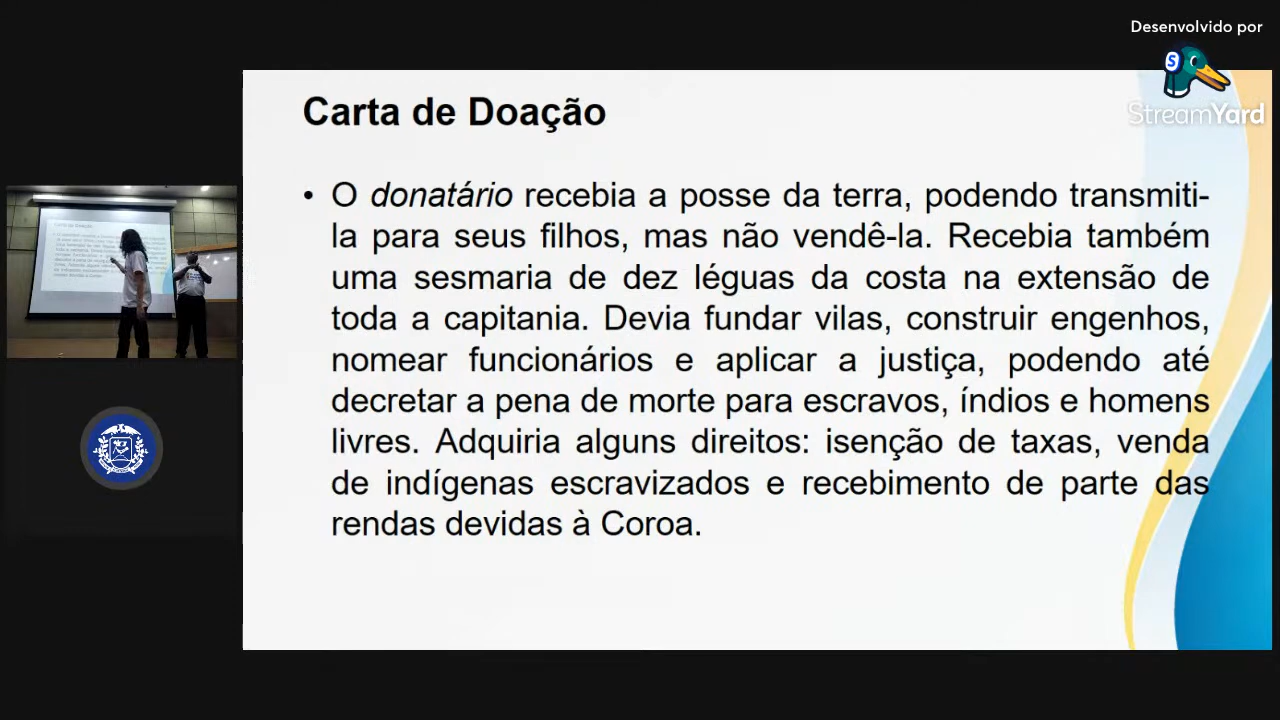 Desenvolvido por
StreamYard
Carta de Doação
• O donatário recebia a posse da terra, podendo transmiti-
la para seus filhos, mas não vendê-la. Recebia também
uma sesmaria de dez léguas da costa na extensão de
toda a capitania. Devia fundar vilas, construir engenhos,
nomear funcionários e aplicar a justiça, podendo até
decretar a pena de morte para escravos, índios e homens
livres. Adquiria alguns direitos: isenção de taxas, venda
de indígenas escravizados e recebimento de parte das
rendas devidas à Coroa.
Carta de Doação